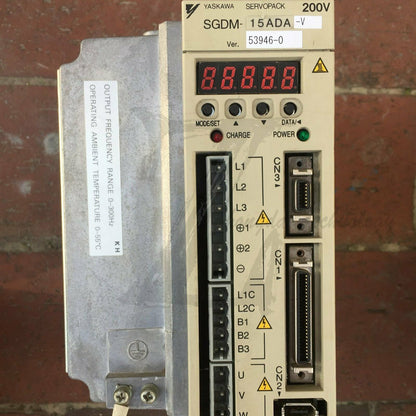 YASKAWA SERVOPACK 200V
SGDM- 15ADA -V
Ver. 53946-0
88888
MODE/SET ▲ ▼ DATA/◄
CHARGE POWER
OUTPUT FREQUENCY RANGE 0-300Hz
OPERATING AMBIENT TEMPERATURE 0-55°C
KH
L1
L2
L3
⊕1
⊕2
⊖
L1C
L2C
B1
B2
B3
U
V
W
CN3
CN1
CN2